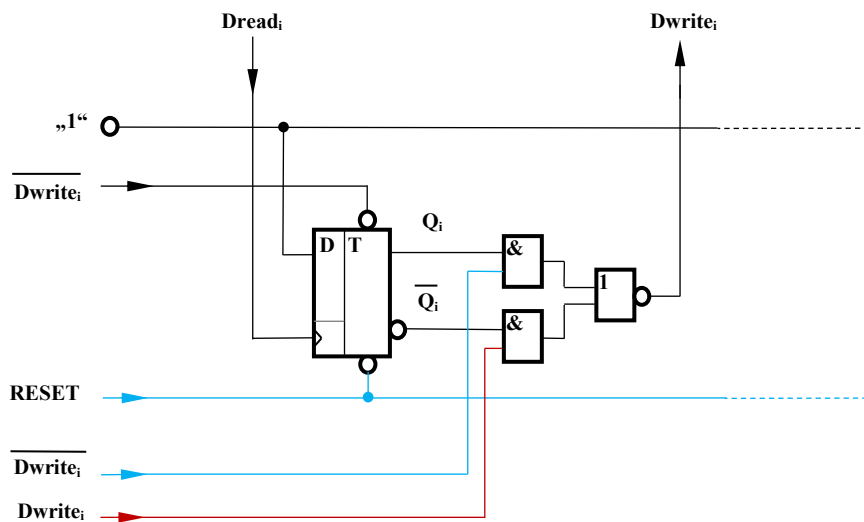 Dreadᵢ
Dwriteᵢ
„1“
Dwriteᵢ
D
T
Qᵢ
&
1
Qᵢ
&
RESET
Dwriteᵢ
Dwriteᵢ